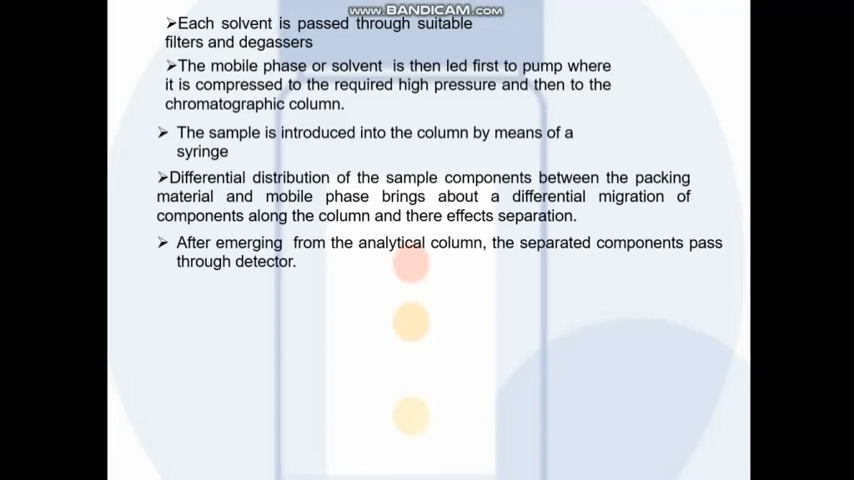 www.BANDICAM.com
➢Each solvent is passed through suitable
filters and degassers
➢The mobile phase or solvent is then led first to pump where
it is compressed to the required high pressure and then to the
chromatographic column.
➢ The sample is introduced into the column by means of a
syringe
➢Differential distribution of the sample components between the packing
material and mobile phase brings about a differential migration of
components along the column and there effects separation.
➢ After emerging from the analytical column, the separated components pass
through detector.